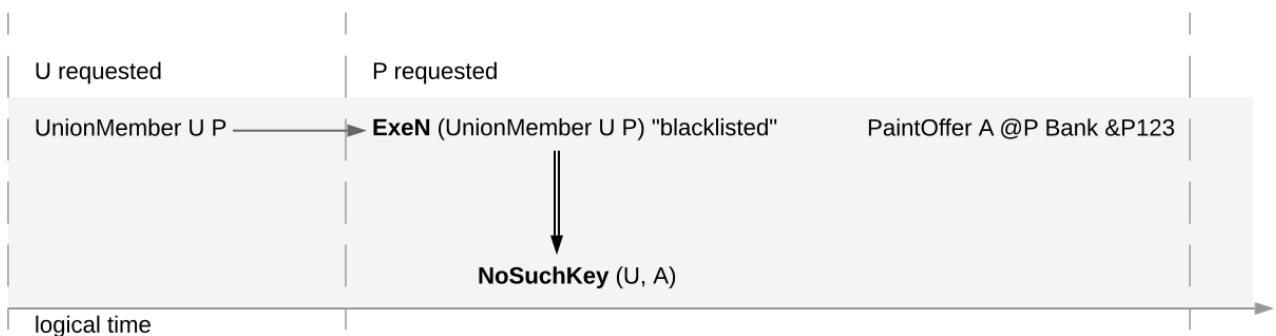 U requested P requested
UnionMember U P ExeN (UnionMember U P) "blacklisted" PaintOffer A @P Bank &P123
NoSuchKey (U, A)
logical time